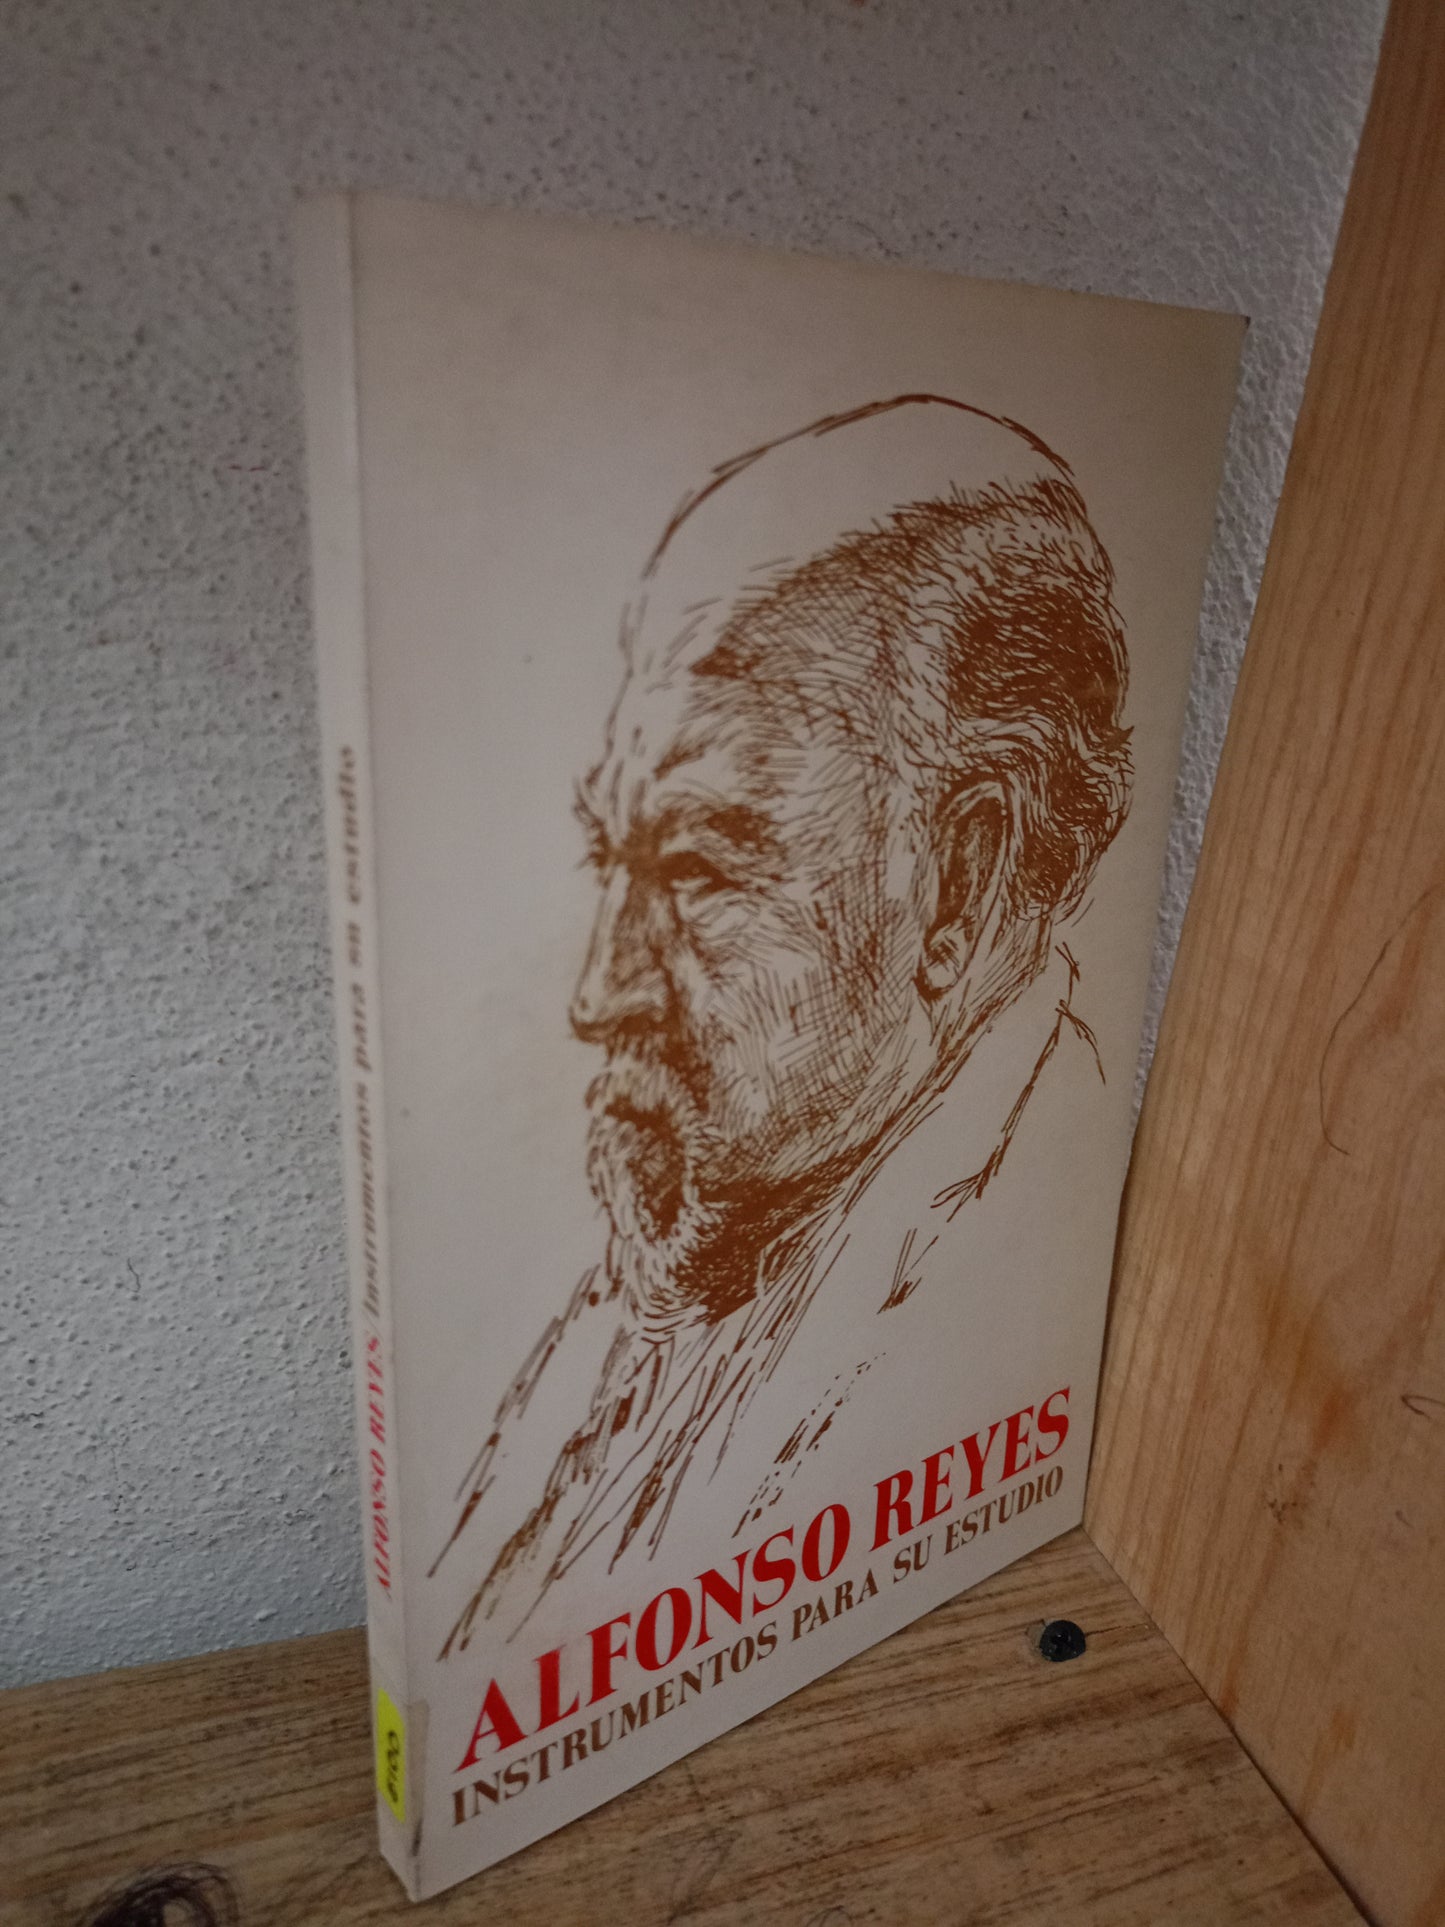 ALFONSO REYES
INSTRUMENTOS PARA SU ESTUDIO
ALFONSO REYES / Instrumentos para su estudio